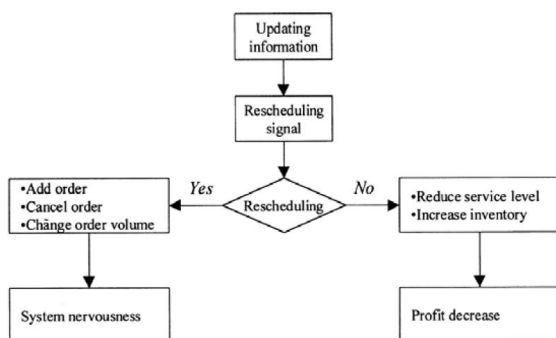 Updating
information
Rescheduling
signal
Yes
No
•Add order
•Cancel order
•Change order volume
Rescheduling
•Reduce service level
•Increase inventory
System nervousness
Profit decrease